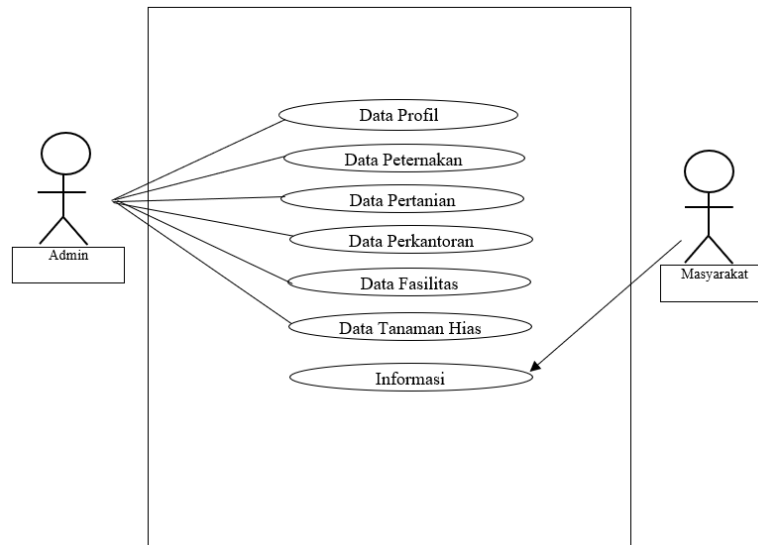 Data Profil
Data Peternakan
Data Pertanian
Data Perkantoran
Data Fasilitas
Data Tanaman Hias
Informasi
Admin
Masyarakat